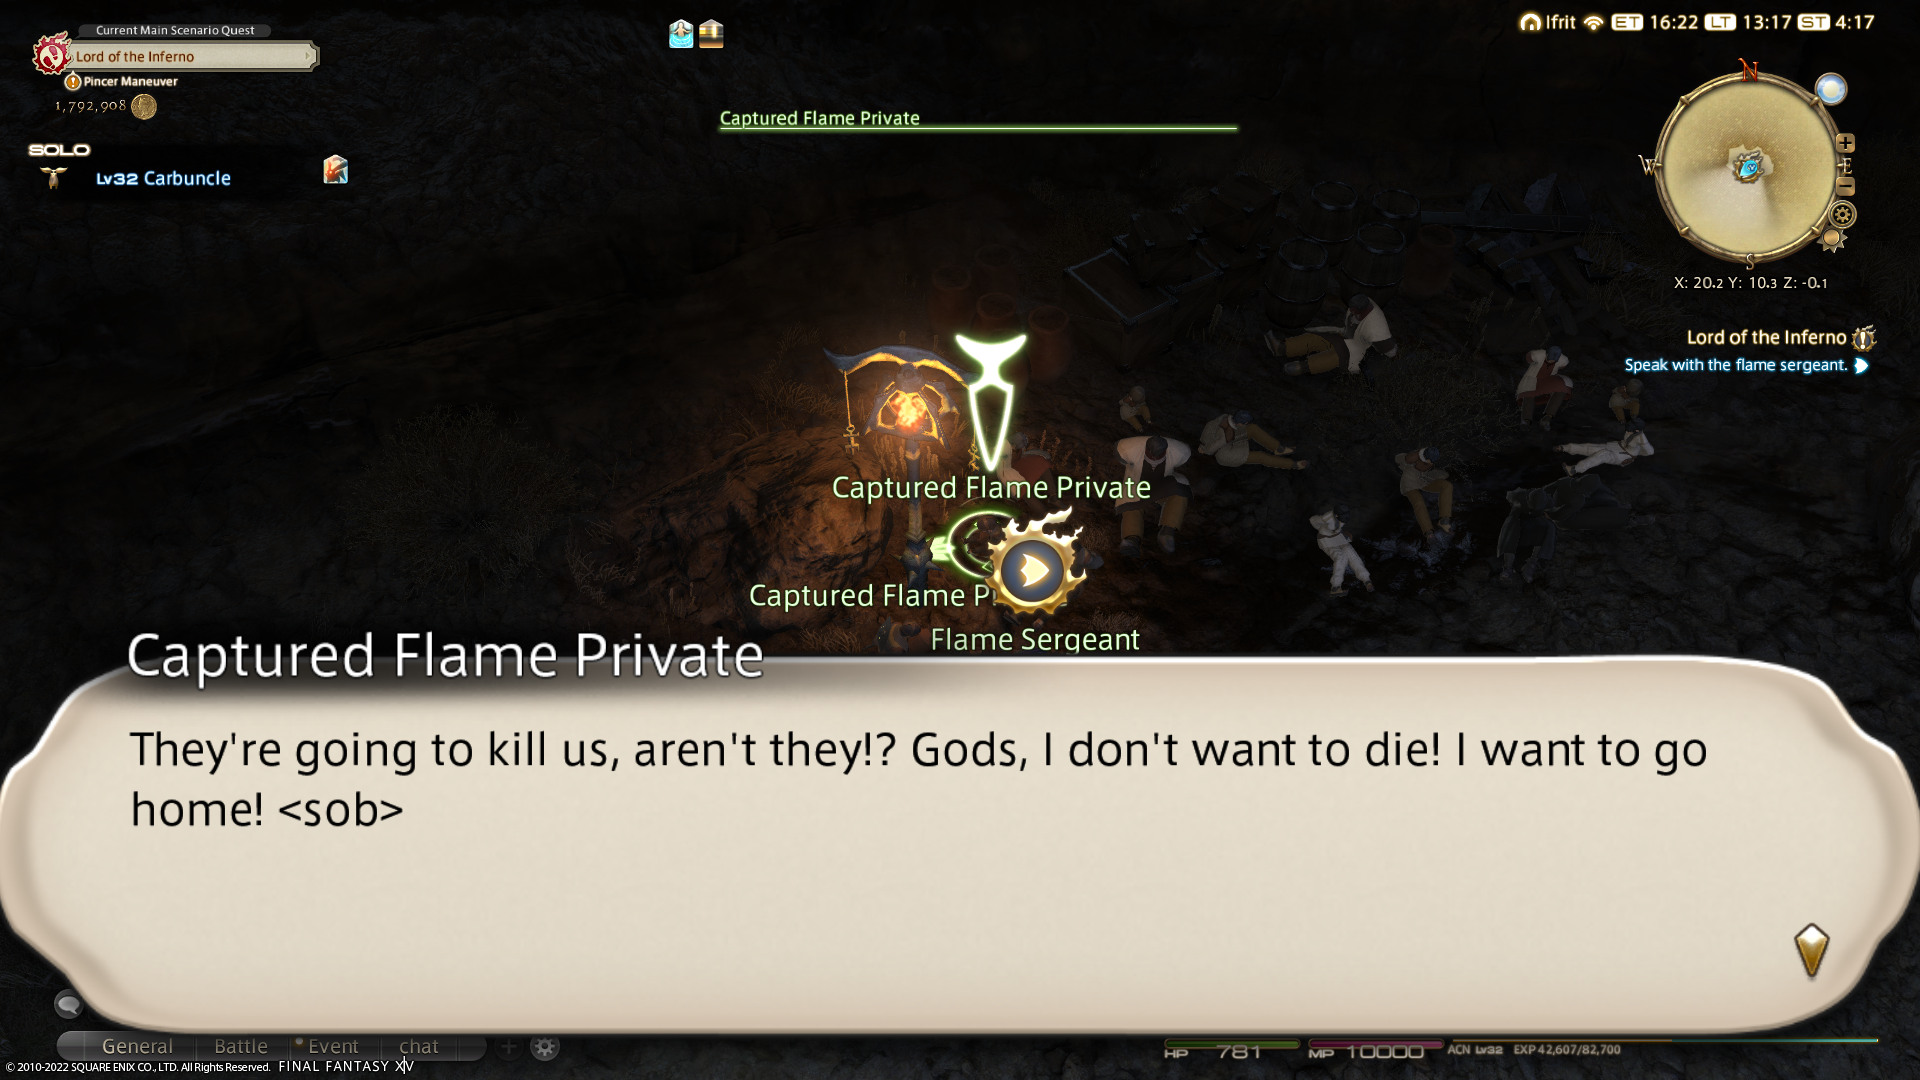 Current Main Scenario Quest
Lord of the Inferno
Pincer Maneuver
1,792,908
SOLO
Lv32 Carbuncle
Captured Flame Private
Ifrit ET 16:22 LT 13:17 ST 4:17
N
W
E
S
X: 20.2 Y: 10.3 Z: -0.1
Lord of the Inferno
Speak with the flame sergeant.
Captured Flame Private
Captured Flame
Flame Sergeant
Captured Flame Private
They're going to kill us, aren't they!? Gods, I don't want to die! I want to go
home! <sob>
General Battle Event chat
HP 781 MP 10000 ACN Lv32 EXP 42,607/82,700
© 2010-2022 SQUARE ENIX CO., LTD. All Rights Reserved. FINAL FANTASY XIV